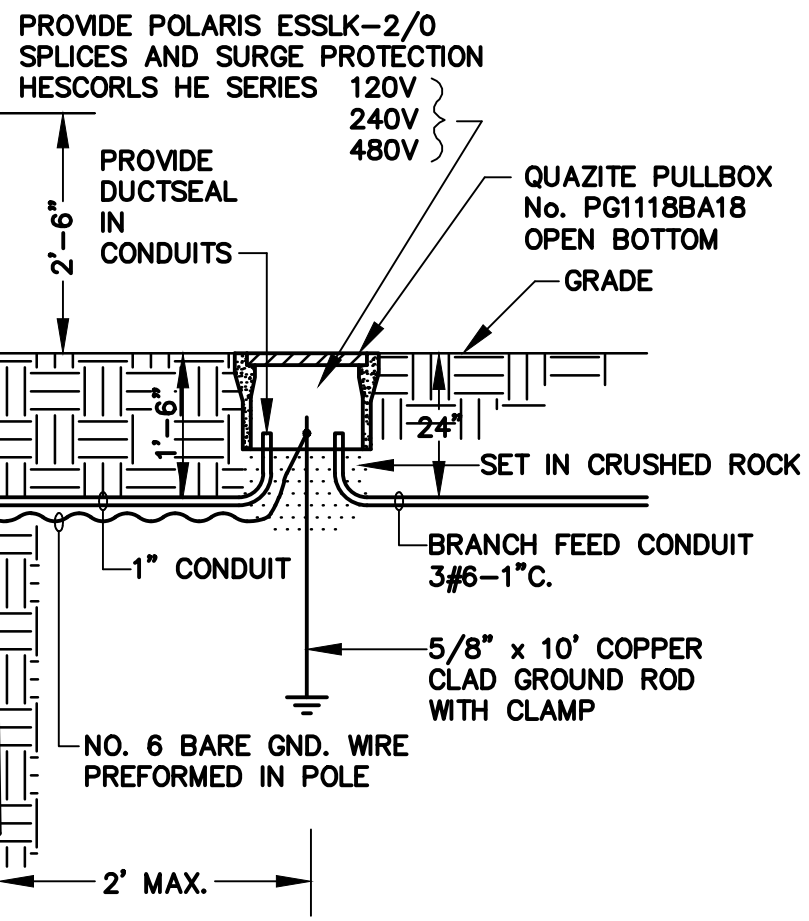 PROVIDE POLARIS ESSLK-2/0
SPLICES AND SURGE PROTECTION
HESCORLS HE SERIES 120V
240V
480V
PROVIDE
DUCTSEAL
IN
CONDUITS
2'-6"
QUAZITE PULLBOX
No. PG1118BA18
OPEN BOTTOM
GRADE
1'-6"
24"
SET IN CRUSHED ROCK
1" CONDUIT
BRANCH FEED CONDUIT
3#6-1"C.
5/8" x 10' COPPER
CLAD GROUND ROD
WITH CLAMP
NO. 6 BARE GND. WIRE
PREFORMED IN POLE
2' MAX.